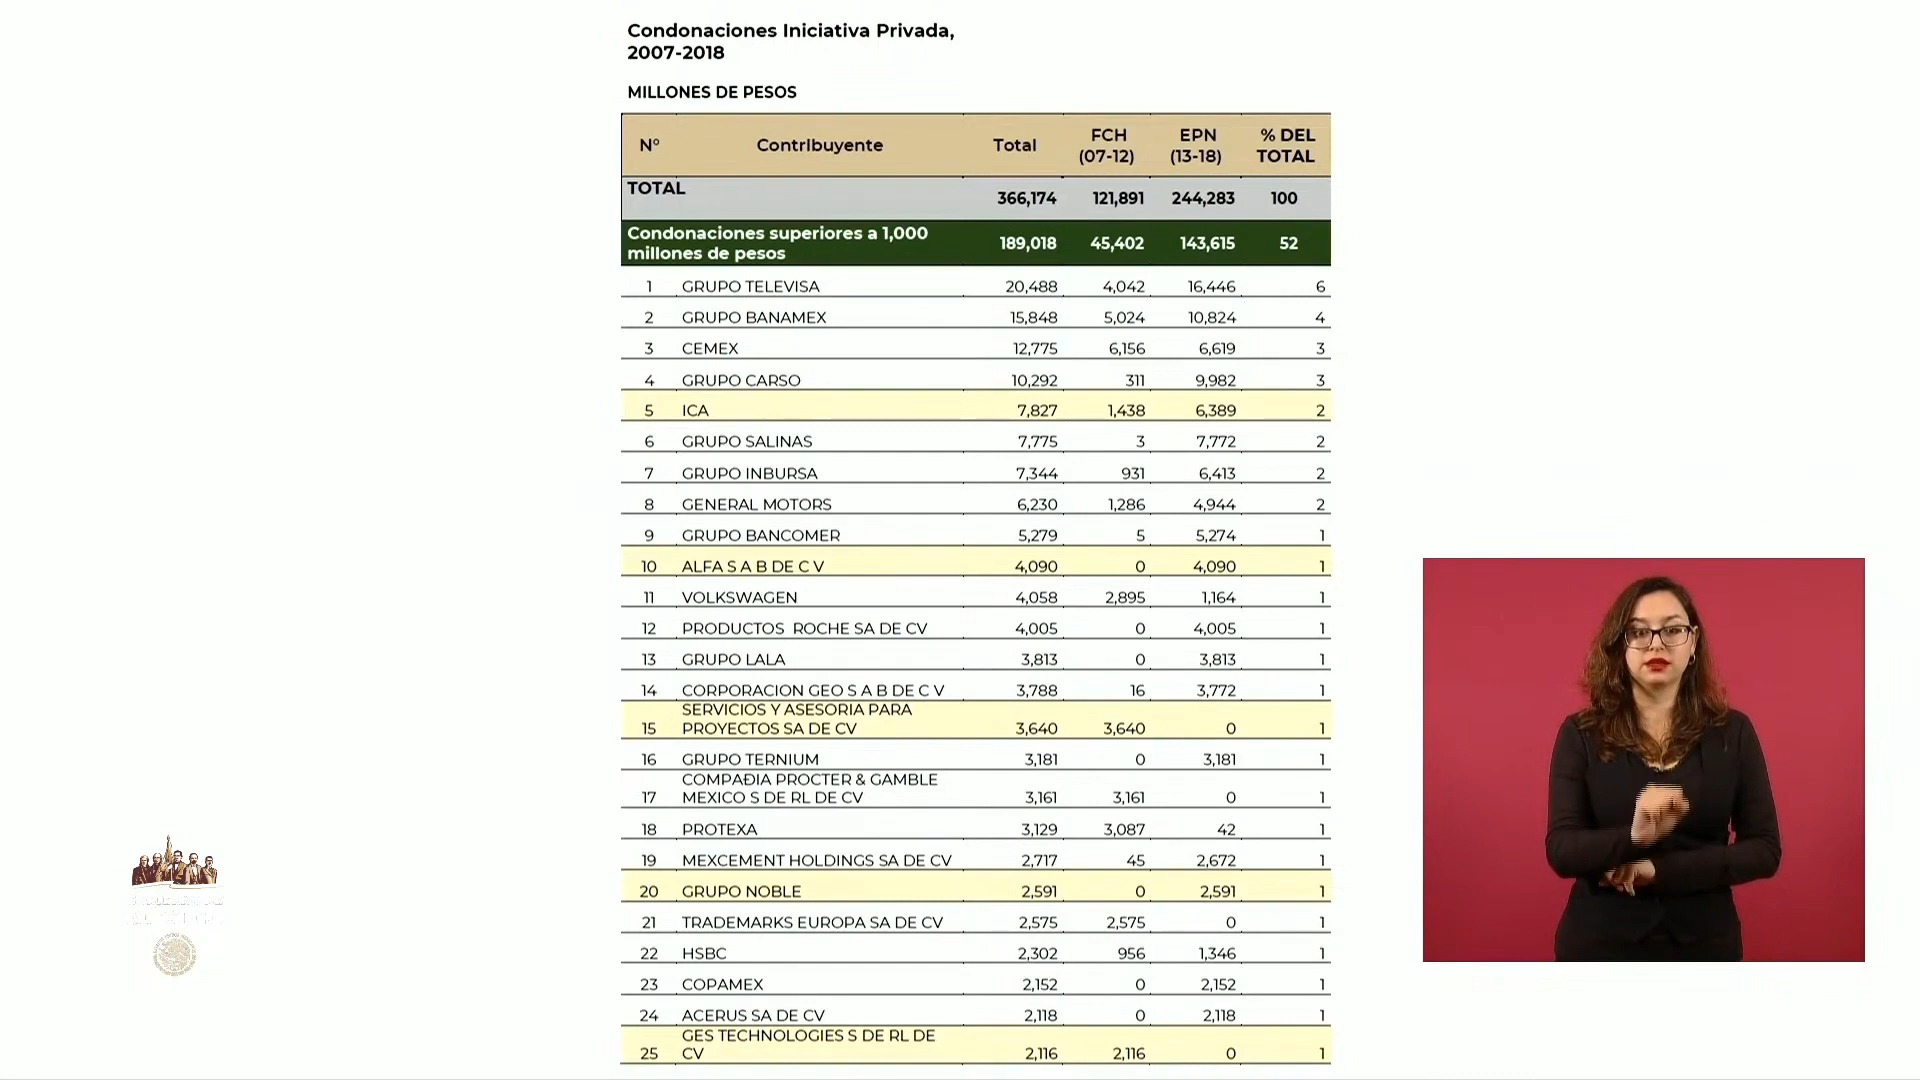 Condonaciones Iniciativa Privada,
2007-2018
MILLONES DE PESOS
N° Contribuyente Total FCH (07-12) EPN (13-18) % DEL TOTAL
TOTAL 366,174 121,891 244,283 100
Condonaciones superiores a 1,000 millones de pesos 189,018 45,402 143,615 52
1 GRUPO TELEVISA 20,488 4,042 16,446 6
2 GRUPO BANAMEX 15,848 5,024 10,824 4
3 CEMEX 12,775 6,156 6,619 3
4 GRUPO CARSO 10,292 311 9,982 3
5 ICA 7,827 1,438 6,389 2
6 GRUPO SALINAS 7,775 3 7,772 2
7 GRUPO INBURSA 7,344 931 6,413 2
8 GENERAL MOTORS 6,230 1,286 4,944 2
9 GRUPO BANCOMER 5,279 5 5,274 1
10 ALFA S A B DE C V 4,090 0 4,090 1
11 VOLKSWAGEN 4,058 2,895 1,164 1
12 PRODUCTOS ROCHE SA DE CV 4,005 0 4,005 1
13 GRUPO LALA 3,813 0 3,813 1
14 CORPORACION GEO S A B DE C V 3,788 16 3,772 1
15 SERVICIOS Y ASESORIA PARA PROYECTOS SA DE CV 3,640 3,640 0 1
16 GRUPO TERNIUM 3,181 0 3,181 1
17 COMPAÐIA PROCTER & GAMBLE MEXICO S DE RL DE CV 3,161 3,161 0 1
18 PROTEXA 3,129 3,087 42 1
19 MEXCEMENT HOLDINGS SA DE CV 2,717 45 2,672 1
20 GRUPO NOBLE 2,591 0 2,591 1
21 TRADEMARKS EUROPA SA DE CV 2,575 2,575 0 1
22 HSBC 2,302 956 1,346 1
23 COPAMEX 2,152 0 2,152 1
24 ACERUS SA DE CV 2,118 0 2,118 1
25 GES TECHNOLOGIES S DE RL DE CV 2,116 2,116 0 1